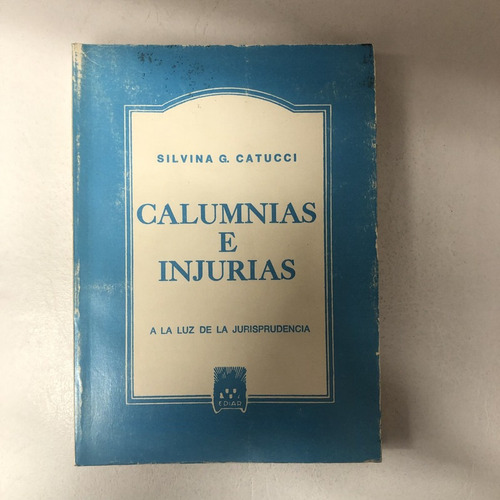 SILVINA G. CATUCCI
CALUMNIAS
E
INJURIAS
A LA LUZ DE LA JURISPRUDENCIA
EDIAR